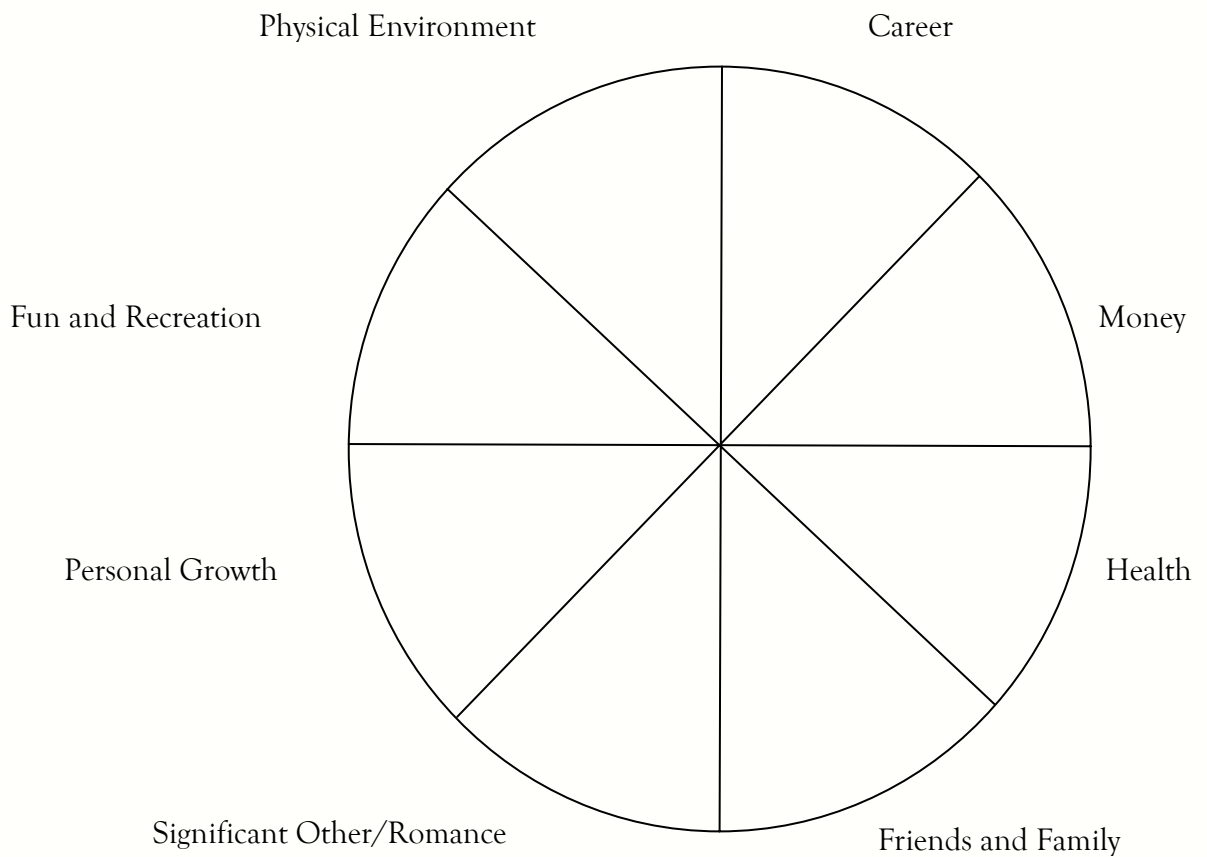 Physical Environment
Career
Fun and Recreation
Money
Personal Growth
Health
Significant Other/Romance
Friends and Family